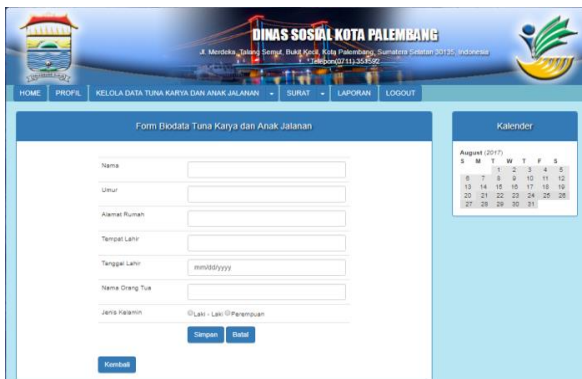 DINAS SOSIAL KOTA PALEMBANG
Jl. Merdeka, Talang Semut, Bukit Kecil, Kota Palembang, Sumatera Selatan 30135, Indonesia
HOME PROFIL KELOLA DATA TUNA KARYA DAN ANAK JALANAN SURAT LAPORAN LOGOUT
Form Biodata Tuna Karya dan Anak Jalanan
Nama
Umur
Alamat Rumah
Tempat Lahir
Tanggal Lahir
mm/dd/yyyy
Nama Orang Tua
Jenis Kalamin
Laki - Laki Perempuan
Simpan Batal
Kembali
Kalender
August (2017)
S M T W T F S
1 2 3 4 5
6 7 8 9 10 11 12
13 14 15 16 17 18 19
20 21 22 23 24 25 26
27 28 29 30 31